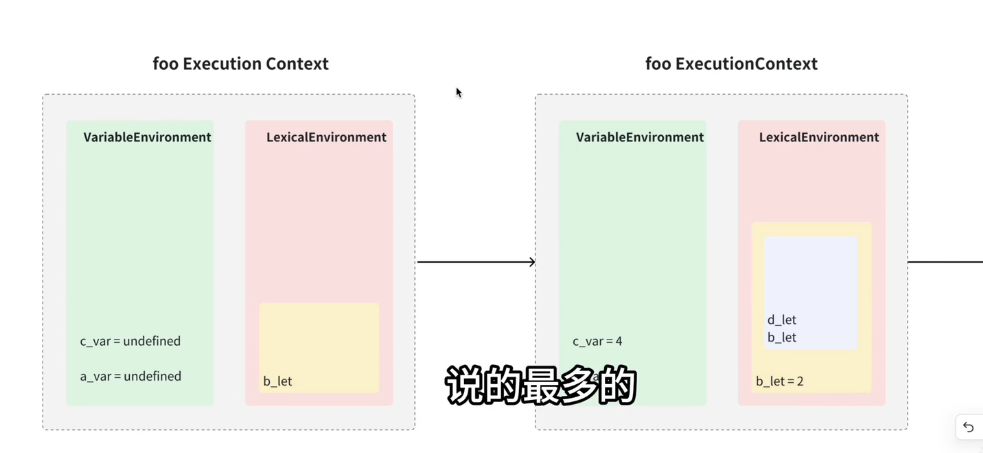 foo Execution Context
VariableEnvironment
LexicalEnvironment
c_var = undefined
a_var = undefined
b_let
foo ExecutionContext
VariableEnvironment
LexicalEnvironment
c_var = 4
d_let
b_let
b_let = 2
说的最多的